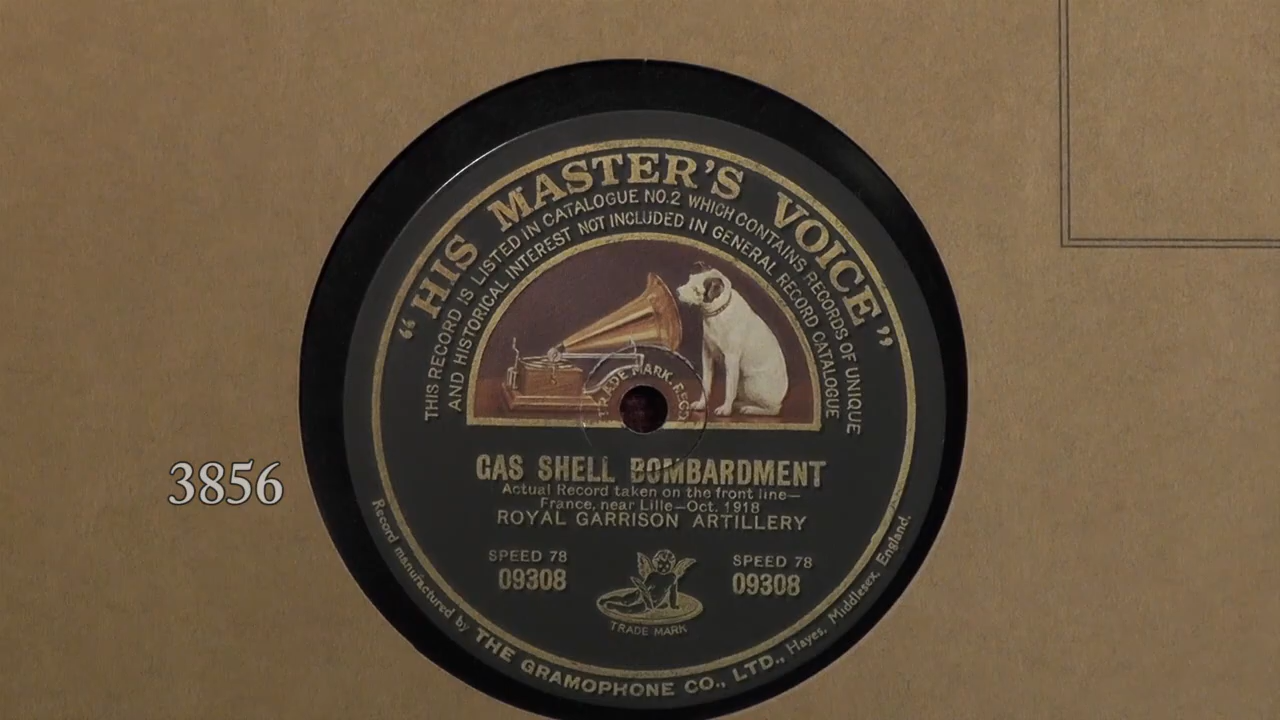 “HIS MASTER'S VOICE”
THIS RECORD IS LISTED IN CATALOGUE NO.2 WHICH CONTAINS RECORDS OF UNIQUE
AND HISTORICAL INTEREST NOT INCLUDED IN GENERAL RECORD CATALOGUE
TRADE MARK. REGD
GAS SHELL BOMBARDMENT
Actual Record taken on the front line—
France, near Lille—Oct. 1918
ROYAL GARRISON ARTILLERY
SPEED 78 SPEED 78
09308 09308
TRADE MARK
Record manufactured by THE GRAMOPHONE CO., LTD., Hayes, Middlesex, England.
3856